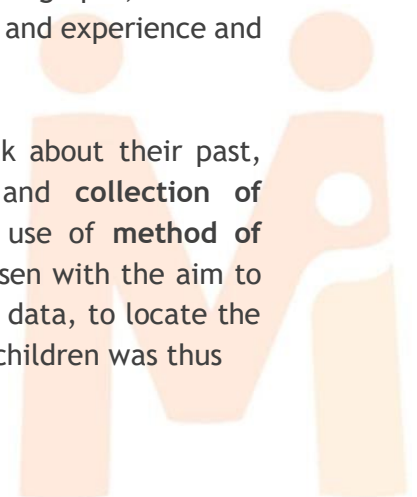 and experience and
k about their past,
and collection of
use of method of
sen with the aim to
data, to locate the
children was thus